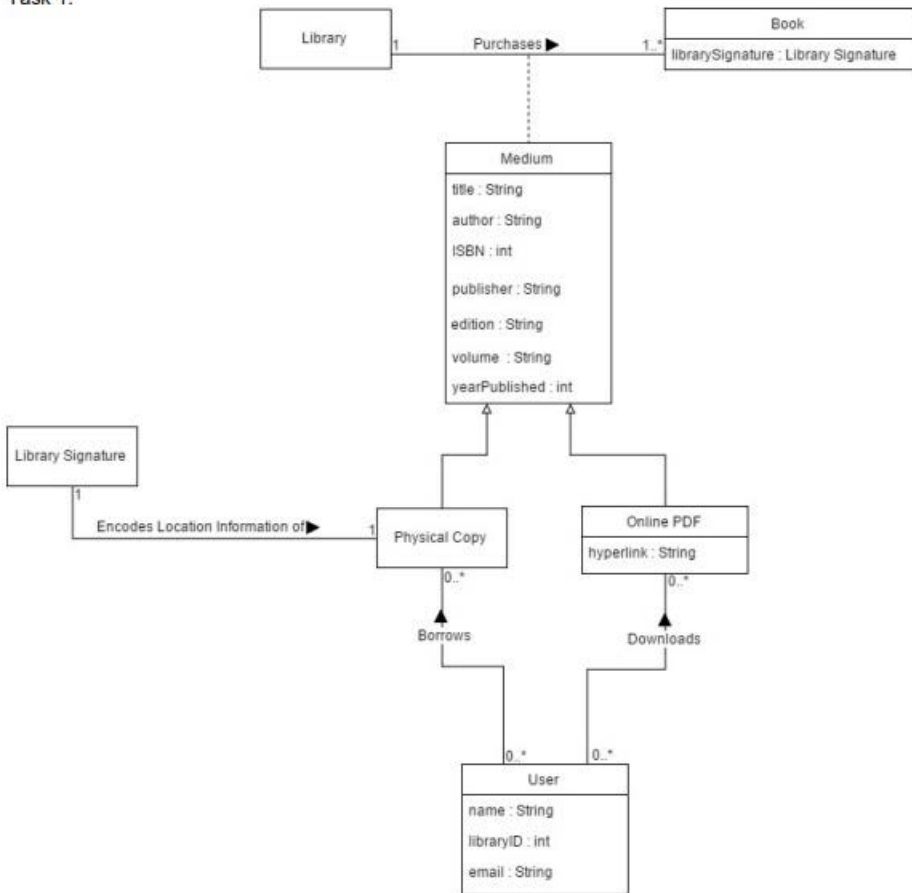 Task 1.
Library
1
Purchases
1..*
Book
librarySignature : Library Signature
Medium
title : String
author : String
ISBN : int
publisher : String
edition : String
volume : String
yearPublished : int
Library Signature
1
Encodes Location Information of
1
Physical Copy
0..*
Online PDF
hyperlink : String
0..*
Borrows
Downloads
0..*
0..*
User
name : String
libraryID : int
email : String